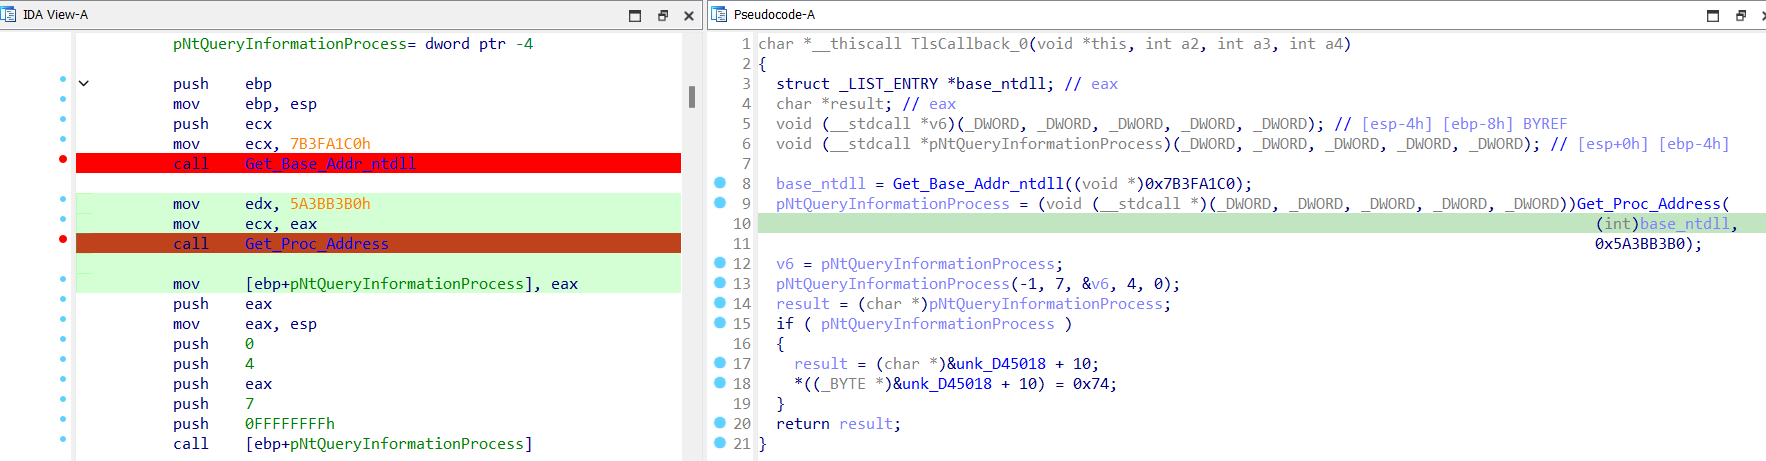 IDA View-A
pNtQueryInformationProcess= dword ptr -4
push ebp
mov ebp, esp
push ecx
mov ecx, 7B3FA1C0h
call Get_Base_Addr_ntdll
mov edx, 5A3BB3B0h
mov ecx, eax
call Get_Proc_Address
mov [ebp+pNtQueryInformationProcess], eax
push eax
mov eax, esp
push 0
push 4
push eax
push 7
push 0FFFFFFFFh
call [ebp+pNtQueryInformationProcess]
Pseudocode-A
1 char *__thiscall TlsCallback_0(void *this, int a2, int a3, int a4)
2 {
3 struct _LIST_ENTRY *base_ntdll; // eax
4 char *result; // eax
5 void (__stdcall *v6)(_DWORD, _DWORD, _DWORD, _DWORD, _DWORD); // [esp-4h] [ebp-8h] BYREF
6 void (__stdcall *pNtQueryInformationProcess)(_DWORD, _DWORD, _DWORD, _DWORD, _DWORD); // [esp+0h] [ebp-4h]
7
8 base_ntdll = Get_Base_Addr_ntdll((void *)0x7B3FA1C0);
9 pNtQueryInformationProcess = (void (__stdcall *)(_DWORD, _DWORD, _DWORD, _DWORD, _DWORD))Get_Proc_Address(
10 (int)base_ntdll,
11 0x5A3BB3B0);
12 v6 = pNtQueryInformationProcess;
13 pNtQueryInformationProcess(-1, 7, &v6, 4, 0);
14 result = (char *)pNtQueryInformationProcess;
15 if ( pNtQueryInformationProcess )
16 {
17 result = (char *)&unk_D45018 + 10;
18 *((_BYTE *)&unk_D45018 + 10) = 0x74;
19 }
20 return result;
21 }